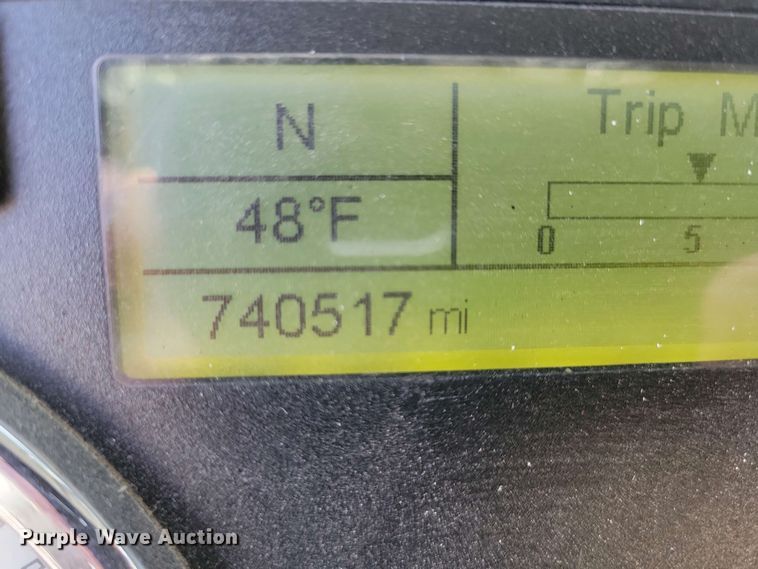 N
Trip M
48°F
0 5
740517 mi
Purple Wave Auction